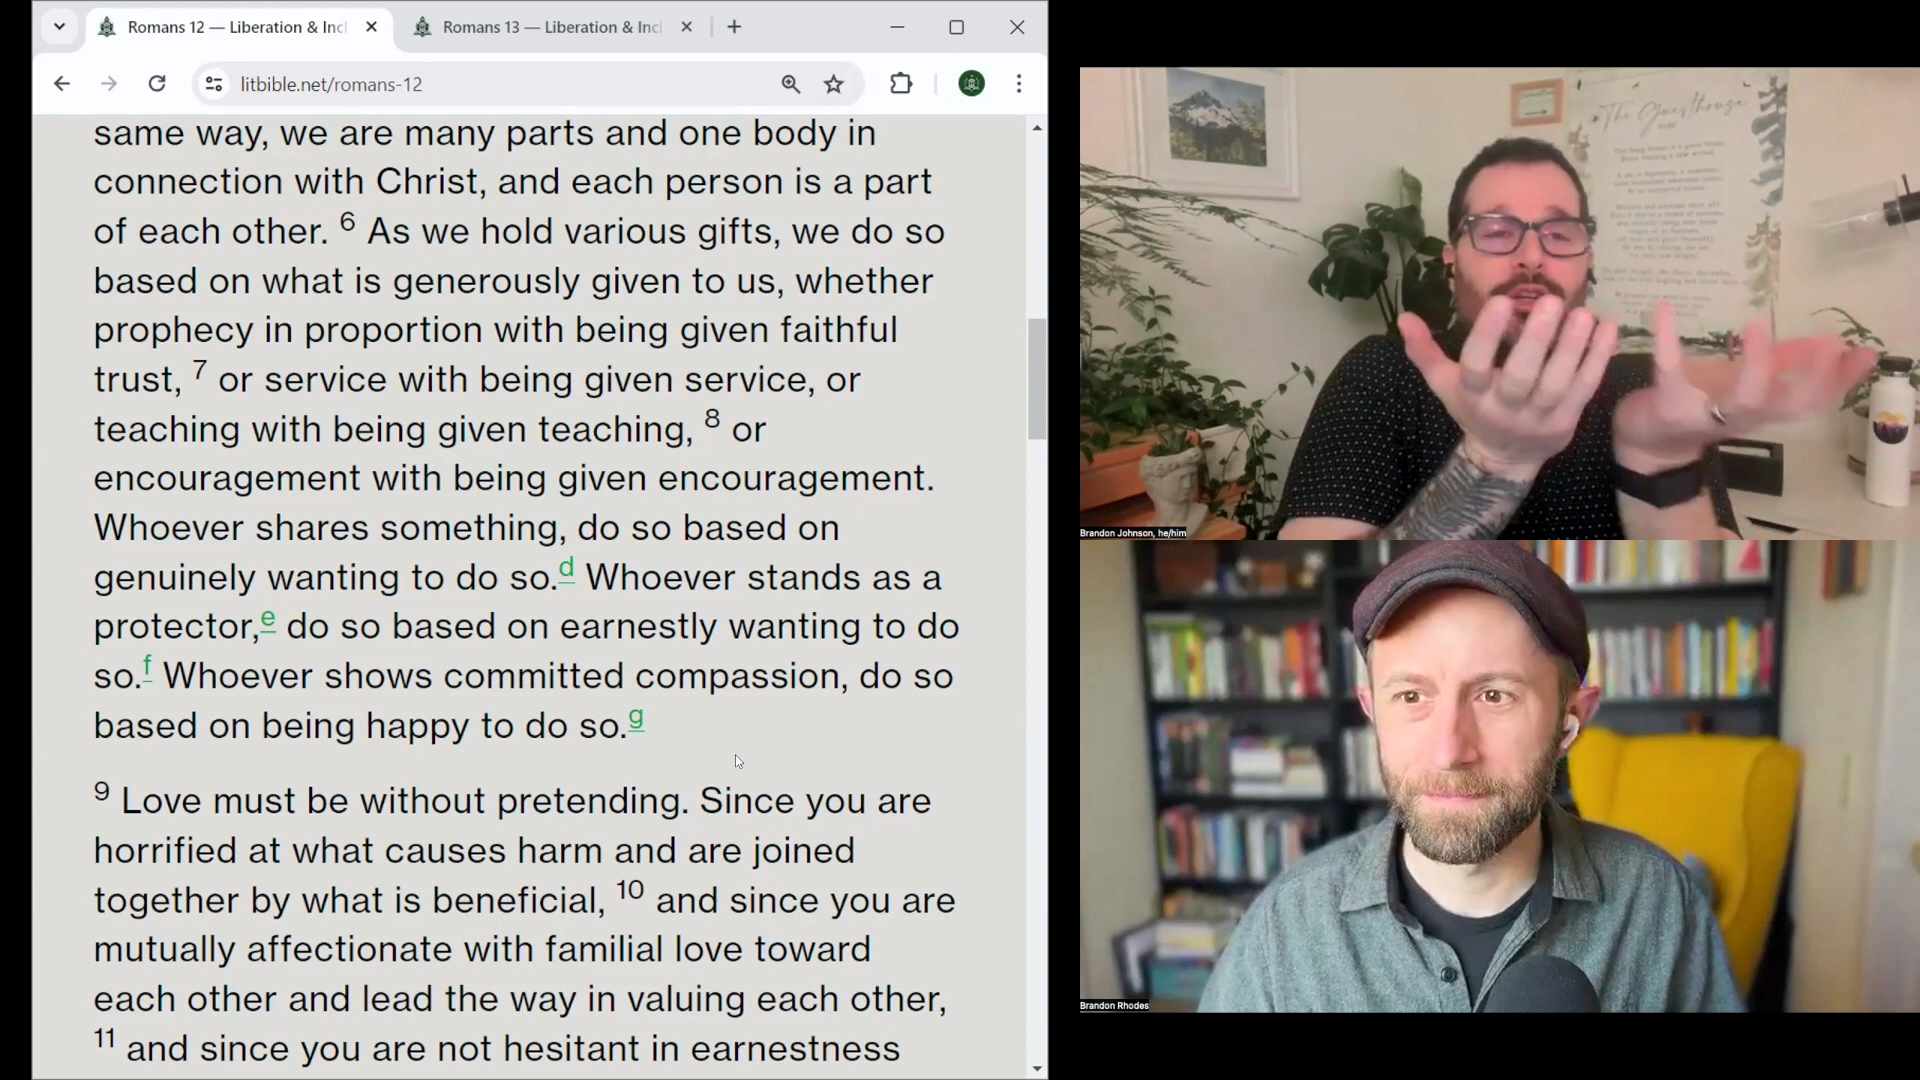 Romans 12 — Liberation & Incl
Romans 13 — Liberation & Incl
litbible.net/romans-12
same way, we are many parts and one body in
connection with Christ, and each person is a part
of each other. 6 As we hold various gifts, we do so
based on what is generously given to us, whether
prophecy in proportion with being given faithful
trust, 7 or service with being given service, or
teaching with being given teaching, 8 or
encouragement with being given encouragement.
Whoever shares something, do so based on
genuinely wanting to do so.d Whoever stands as a
protector,e do so based on earnestly wanting to do
so.f Whoever shows committed compassion, do so
based on being happy to do so.g
9 Love must be without pretending. Since you are
horrified at what causes harm and are joined
together by what is beneficial, 10 and since you are
mutually affectionate with familial love toward
each other and lead the way in valuing each other,
11 and since you are not hesitant in earnestness
The Guesthouse
Brandon Johnson, he/him
Brandon Rhodes